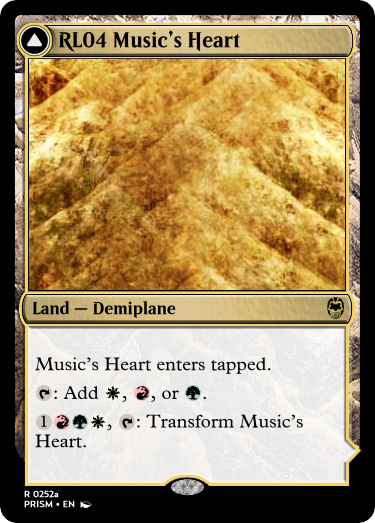 RL04 Music's Heart
Land — Demiplane
Music's Heart enters tapped.
: Add , , or .
1 , : Transform Music's
Heart.
R 0252a
PRISM • EN